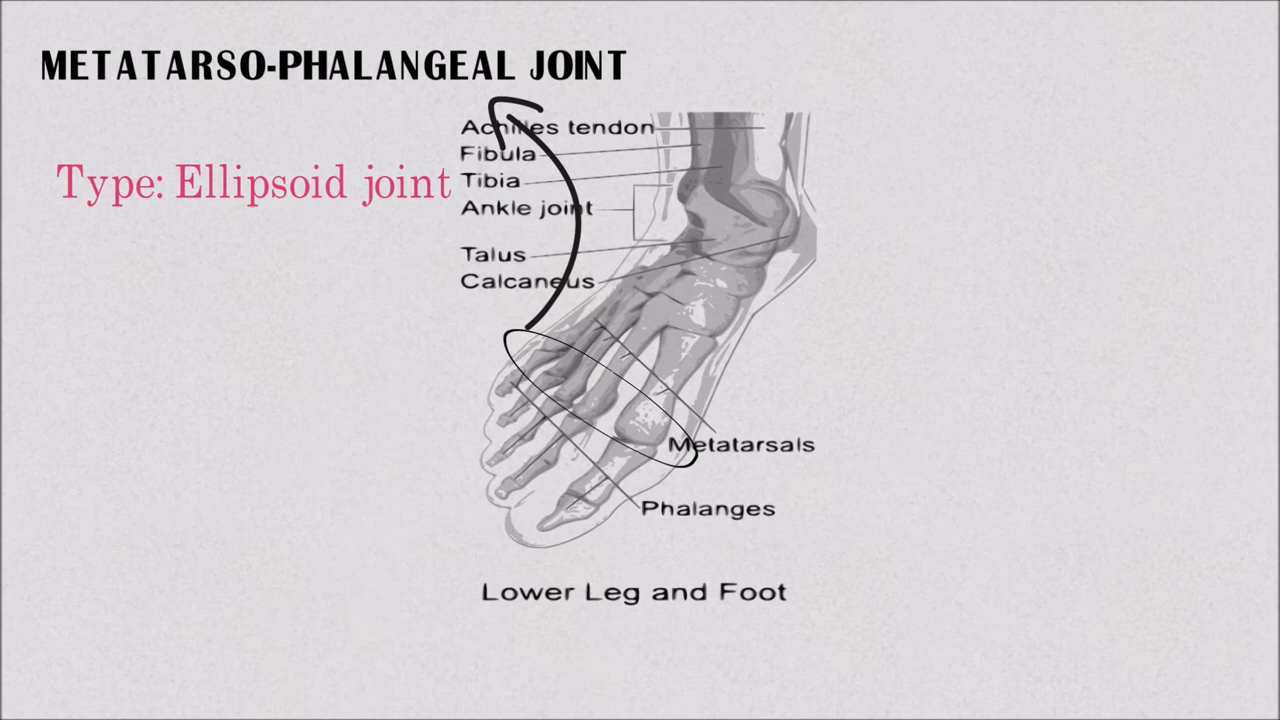 METATARSO-PHALANGEAL JOINT
Type: Ellipsoid joint
Achilles tendon
Fibula
Tibia
Ankle joint
Talus
Calcaneus
Metatarsals
Phalanges
Lower Leg and Foot